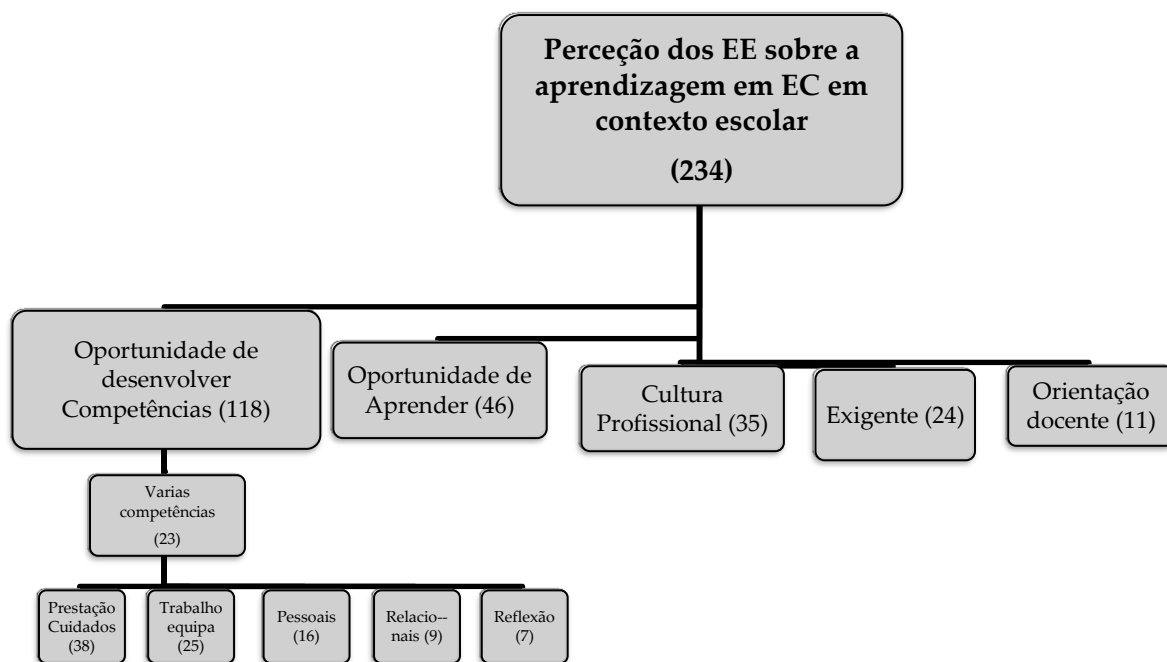 Perceção dos EE sobre a
aprendizagem em EC em
contexto escolar
(234)
Oportunidade de
desenvolver
Competências (118)
Oportunidade de
Aprender (46)
Cultura
Profissional (35)
Exigente (24)
Orientação
docente (11)
Varias
competências
(23)
Prestação
Cuidados
(38)
Trabalho
equipa
(25)
Pessoais
(16)
Relacio--
nais (9)
Reflexão
(7)